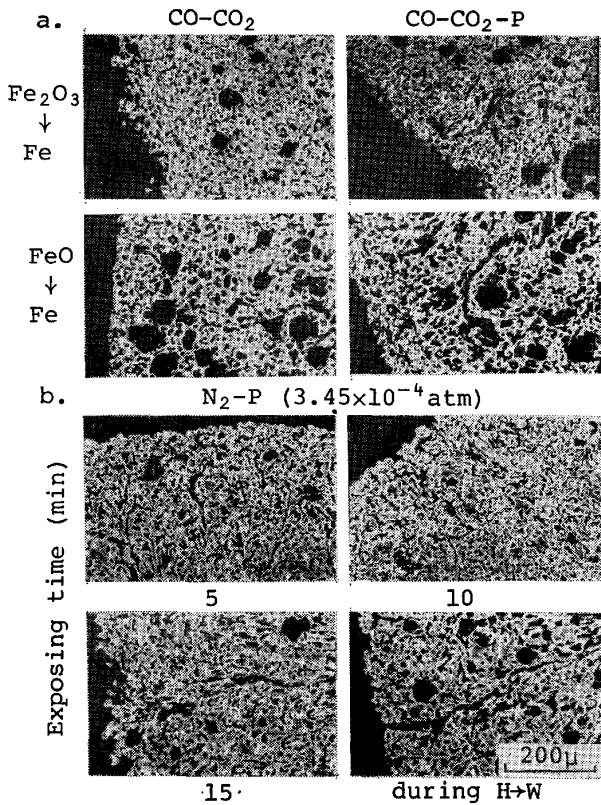 a. CO-CO₂ CO-CO₂-P
Fe₂O₃
↓
Fe
FeO
↓
Fe
b. N₂-P (3.45×10⁻⁴atm)
Exposing time (min)
5 10
15 during H→W
200μ